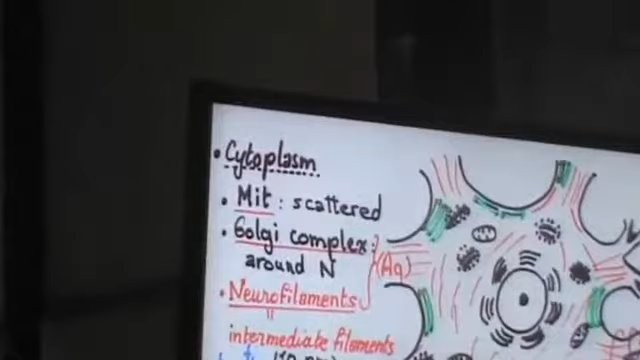 • Cytoplasm
• Mit : scattered
• Golgi complex :
around N
(Ag)
• Neurofilaments
intermediate filaments